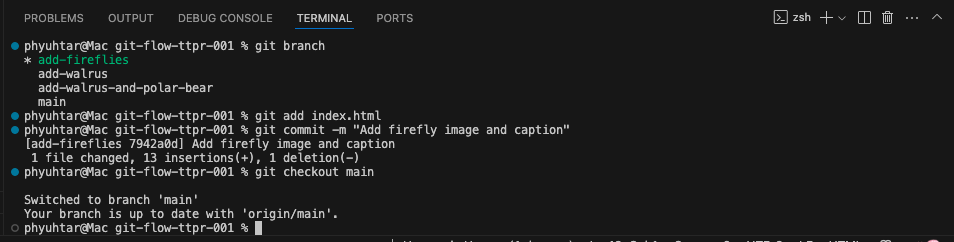 PROBLEMS OUTPUT DEBUG CONSOLE TERMINAL PORTS zsh
phyuhtar@Mac git-flow-ttpr-001 % git branch
* add-fireflies
add-walrus
add-walrus-and-polar-bear
main
phyuhtar@Mac git-flow-ttpr-001 % git add index.html
phyuhtar@Mac git-flow-ttpr-001 % git commit -m "Add firefly image and caption"
[add-fireflies 7942a0d] Add firefly image and caption
1 file changed, 13 insertions(+), 1 deletion(-)
phyuhtar@Mac git-flow-ttpr-001 % git checkout main
Switched to branch 'main'
Your branch is up to date with 'origin/main'.
phyuhtar@Mac git-flow-ttpr-001 %